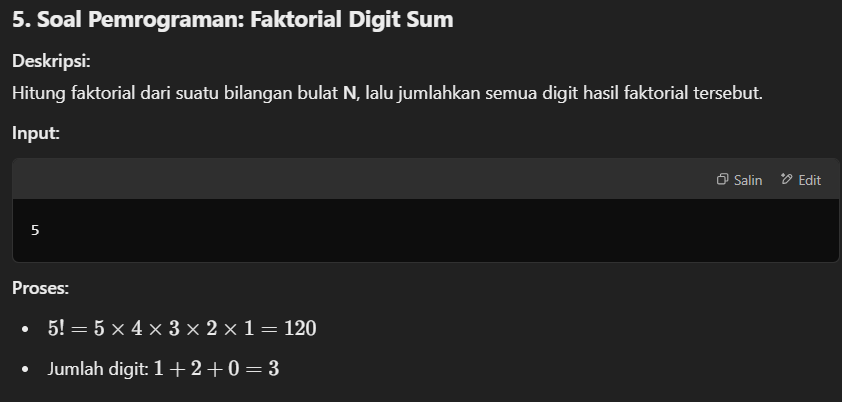 5. Soal Pemrograman: Faktorial Digit Sum
Deskripsi:
Hitung faktorial dari suatu bilangan bulat N, lalu jumlahkan semua digit hasil faktorial tersebut.
Input:
Salin Edit
5
Proses:
• 5! = 5 × 4 × 3 × 2 × 1 = 120
• Jumlah digit: 1 + 2 + 0 = 3